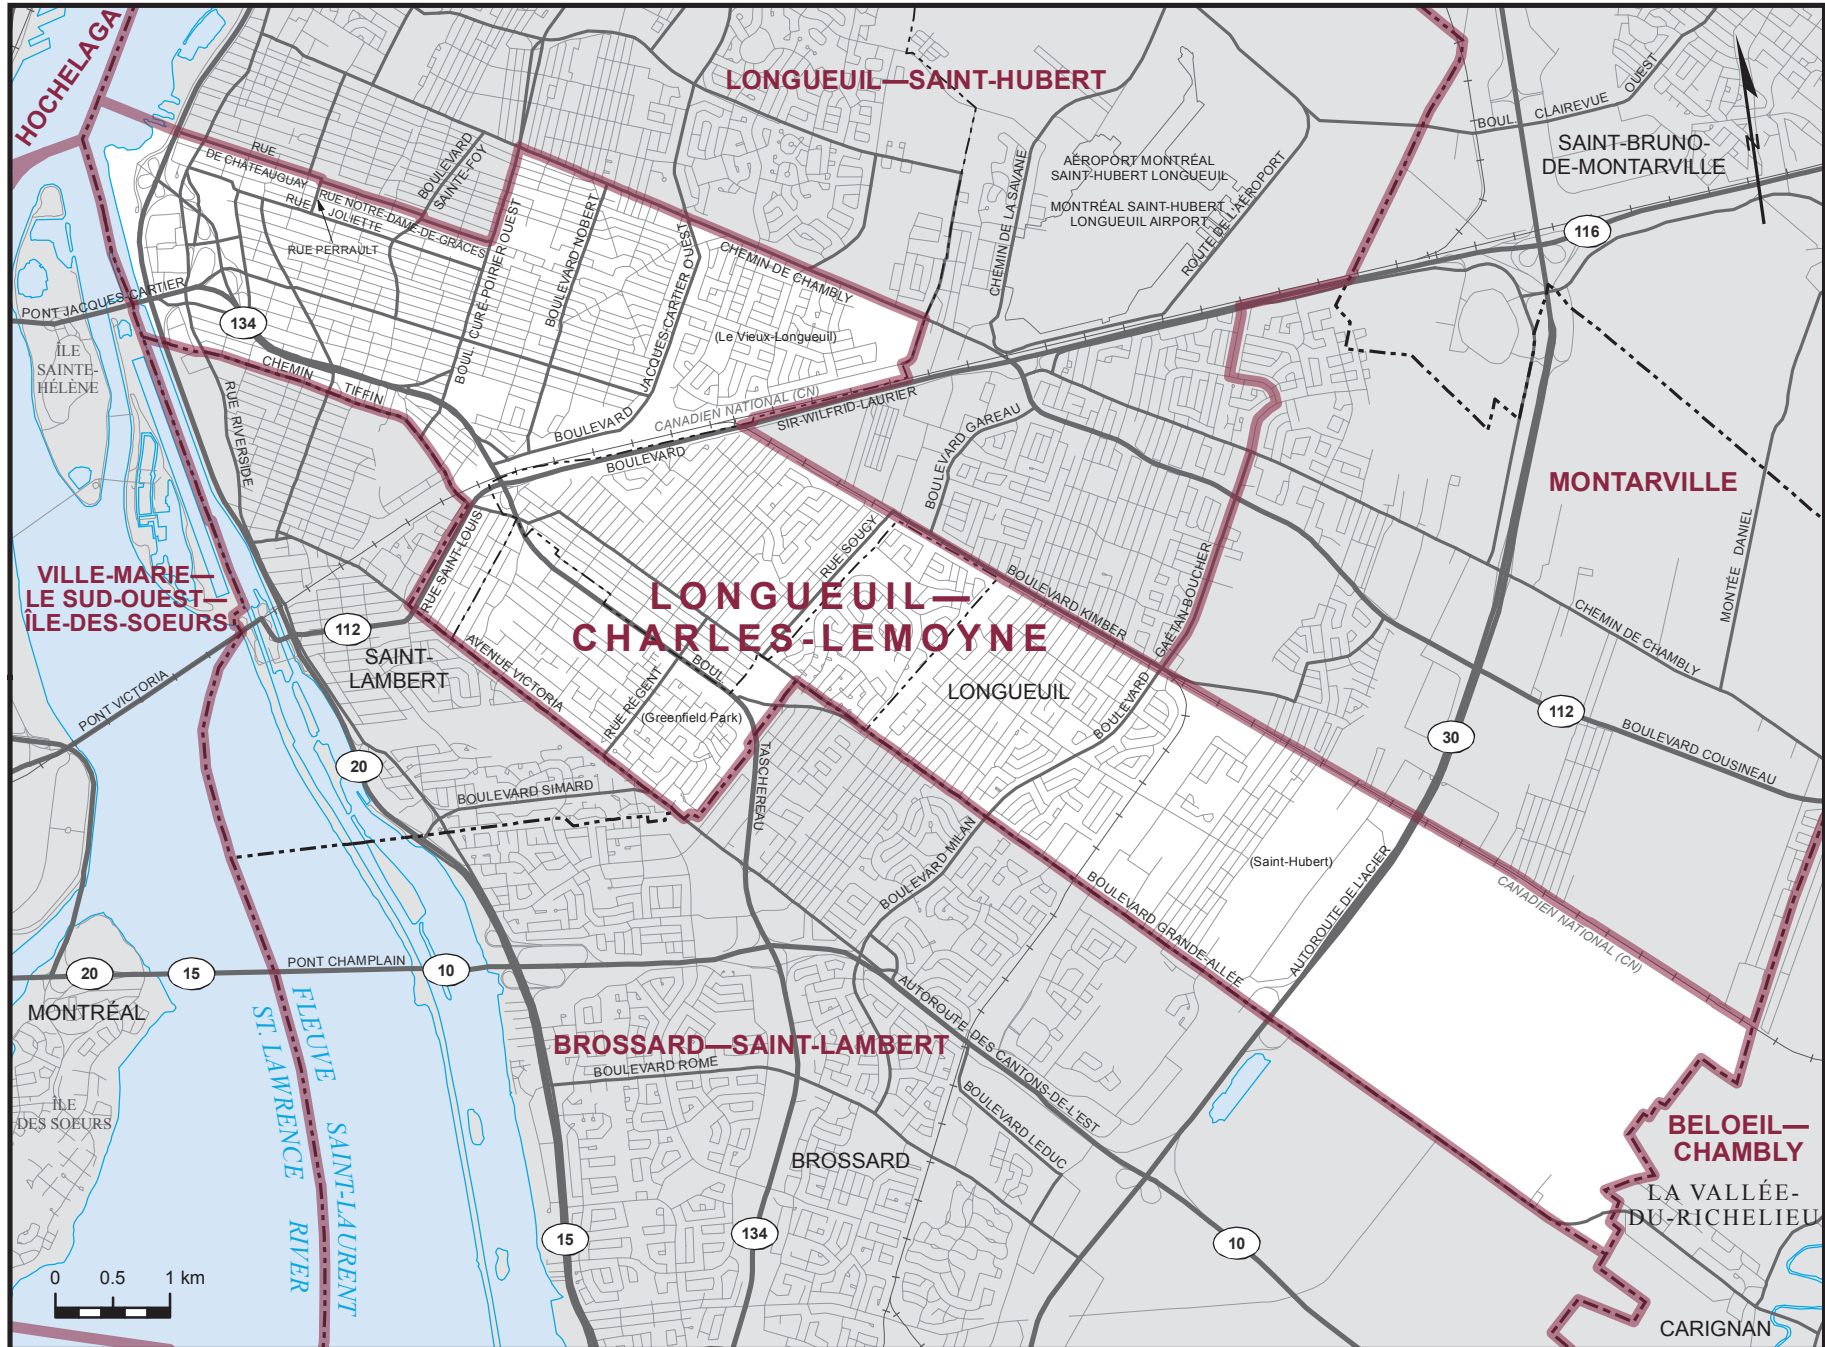 HOCHELAGA
LONGUEUIL—SAINT-HUBERT
BOUL. CLAIREVUE OUEST
SAINT-BRUNO-
DE-MONTARVILLE
N
RUE
DE CHÂTEAUGUAY
BOULEVARD
SAINTE-FOY
RUE NOTRE-DAME-DE-GRÂCES
RUE JOLIETTE
RUE PERRAULT
AÉROPORT MONTRÉAL
SAINT-HUBERT LONGUEUIL
MONTRÉAL SAINT-HUBERT
LONGUEUIL AIRPORT
CHEMIN DE LA SAVANE
ROUTE DE L'AÉROPORT
116
BOUL. CURÉ-POIRIER OUEST
BOULEVARD NOBERT
BOULEVARD JACQUES-CARTIER OUEST
CHEMIN DE CHAMBLY
PONT JACQUES-CARTIER
134
(Le Vieux-Longueuil)
ÎLE
SAINTE-
HÉLÈNE
CHEMIN TIFFIN
RUE RIVERSIDE
CANADIEN NATIONAL (CN)
BOULEVARD SIR-WILFRID-LAURIER
BOULEVARD GAREAU
MONTARVILLE
RUE SAINT-LOUIS
RUE SOUCY
MONTÉE DANIEL
VILLE-MARIE—
LE SUD-OUEST—
ÎLE-DES-SOEURS
LONGUEUIL—
CHARLES-LEMOYNE
BOULEVARD KIMBER
BOULEVARD GAÉTAN-BOUCHER
CHEMIN DE CHAMBLY
112
SAINT-
LAMBERT
AVENUE VICTORIA
RUE RÉGENT
BOUL. TASCHEREAU
(Greenfield Park)
LONGUEUIL
PONT VICTORIA
112
BOULEVARD COUSINEAU
30
20
BOULEVARD SIMARD
BOULEVARD MILAN
(Saint-Hubert)
BOULEVARD GRANDE-ALLÉE
AUTOROUTE DE L'ACIER
CANADIEN NATIONAL (CN)
20
15
PONT CHAMPLAIN
10
MONTRÉAL
FLEUVE SAINT-LAURENT
ST. LAWRENCE RIVER
AUTOROUTE DES CANTONS-DE-L'EST
BROSSARD—SAINT-LAMBERT
BOULEVARD ROME
BOULEVARD LEDUC
ÎLE
DES SOEURS
BELOEIL—
CHAMBLY
BROSSARD
LA VALLÉE-
DU-RICHELIEU
15
134
10
0 0.5 1 km
CARIGNAN